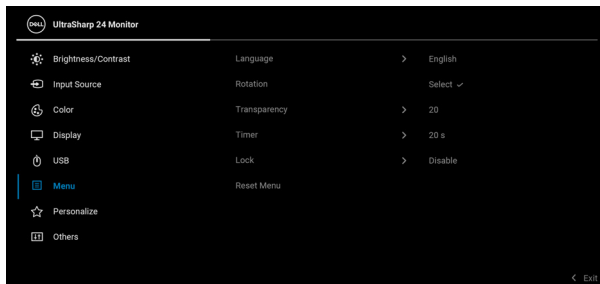 DELL UltraSharp 24 Monitor
Brightness/Contrast Language English
Input Source Rotation Select
Color Transparency 20
Display Timer 20 s
USB Lock Disable
Menu Reset Menu
Personalize
Others
Exit